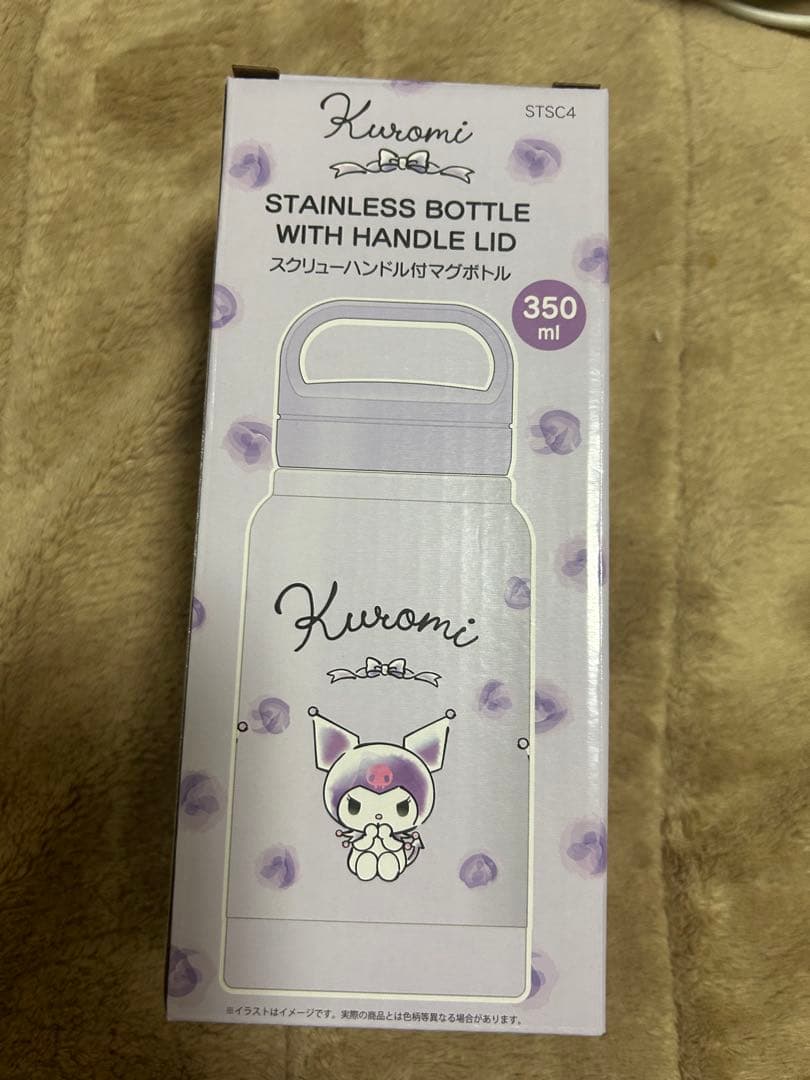 STSC4
Kuromi
STAINLESS BOTTLE
WITH HANDLE LID
スクリューハンドル付マグボトル
350
ml
Kuromi
※イラストはイメージです。実際の商品とは色柄等異なる場合があります。